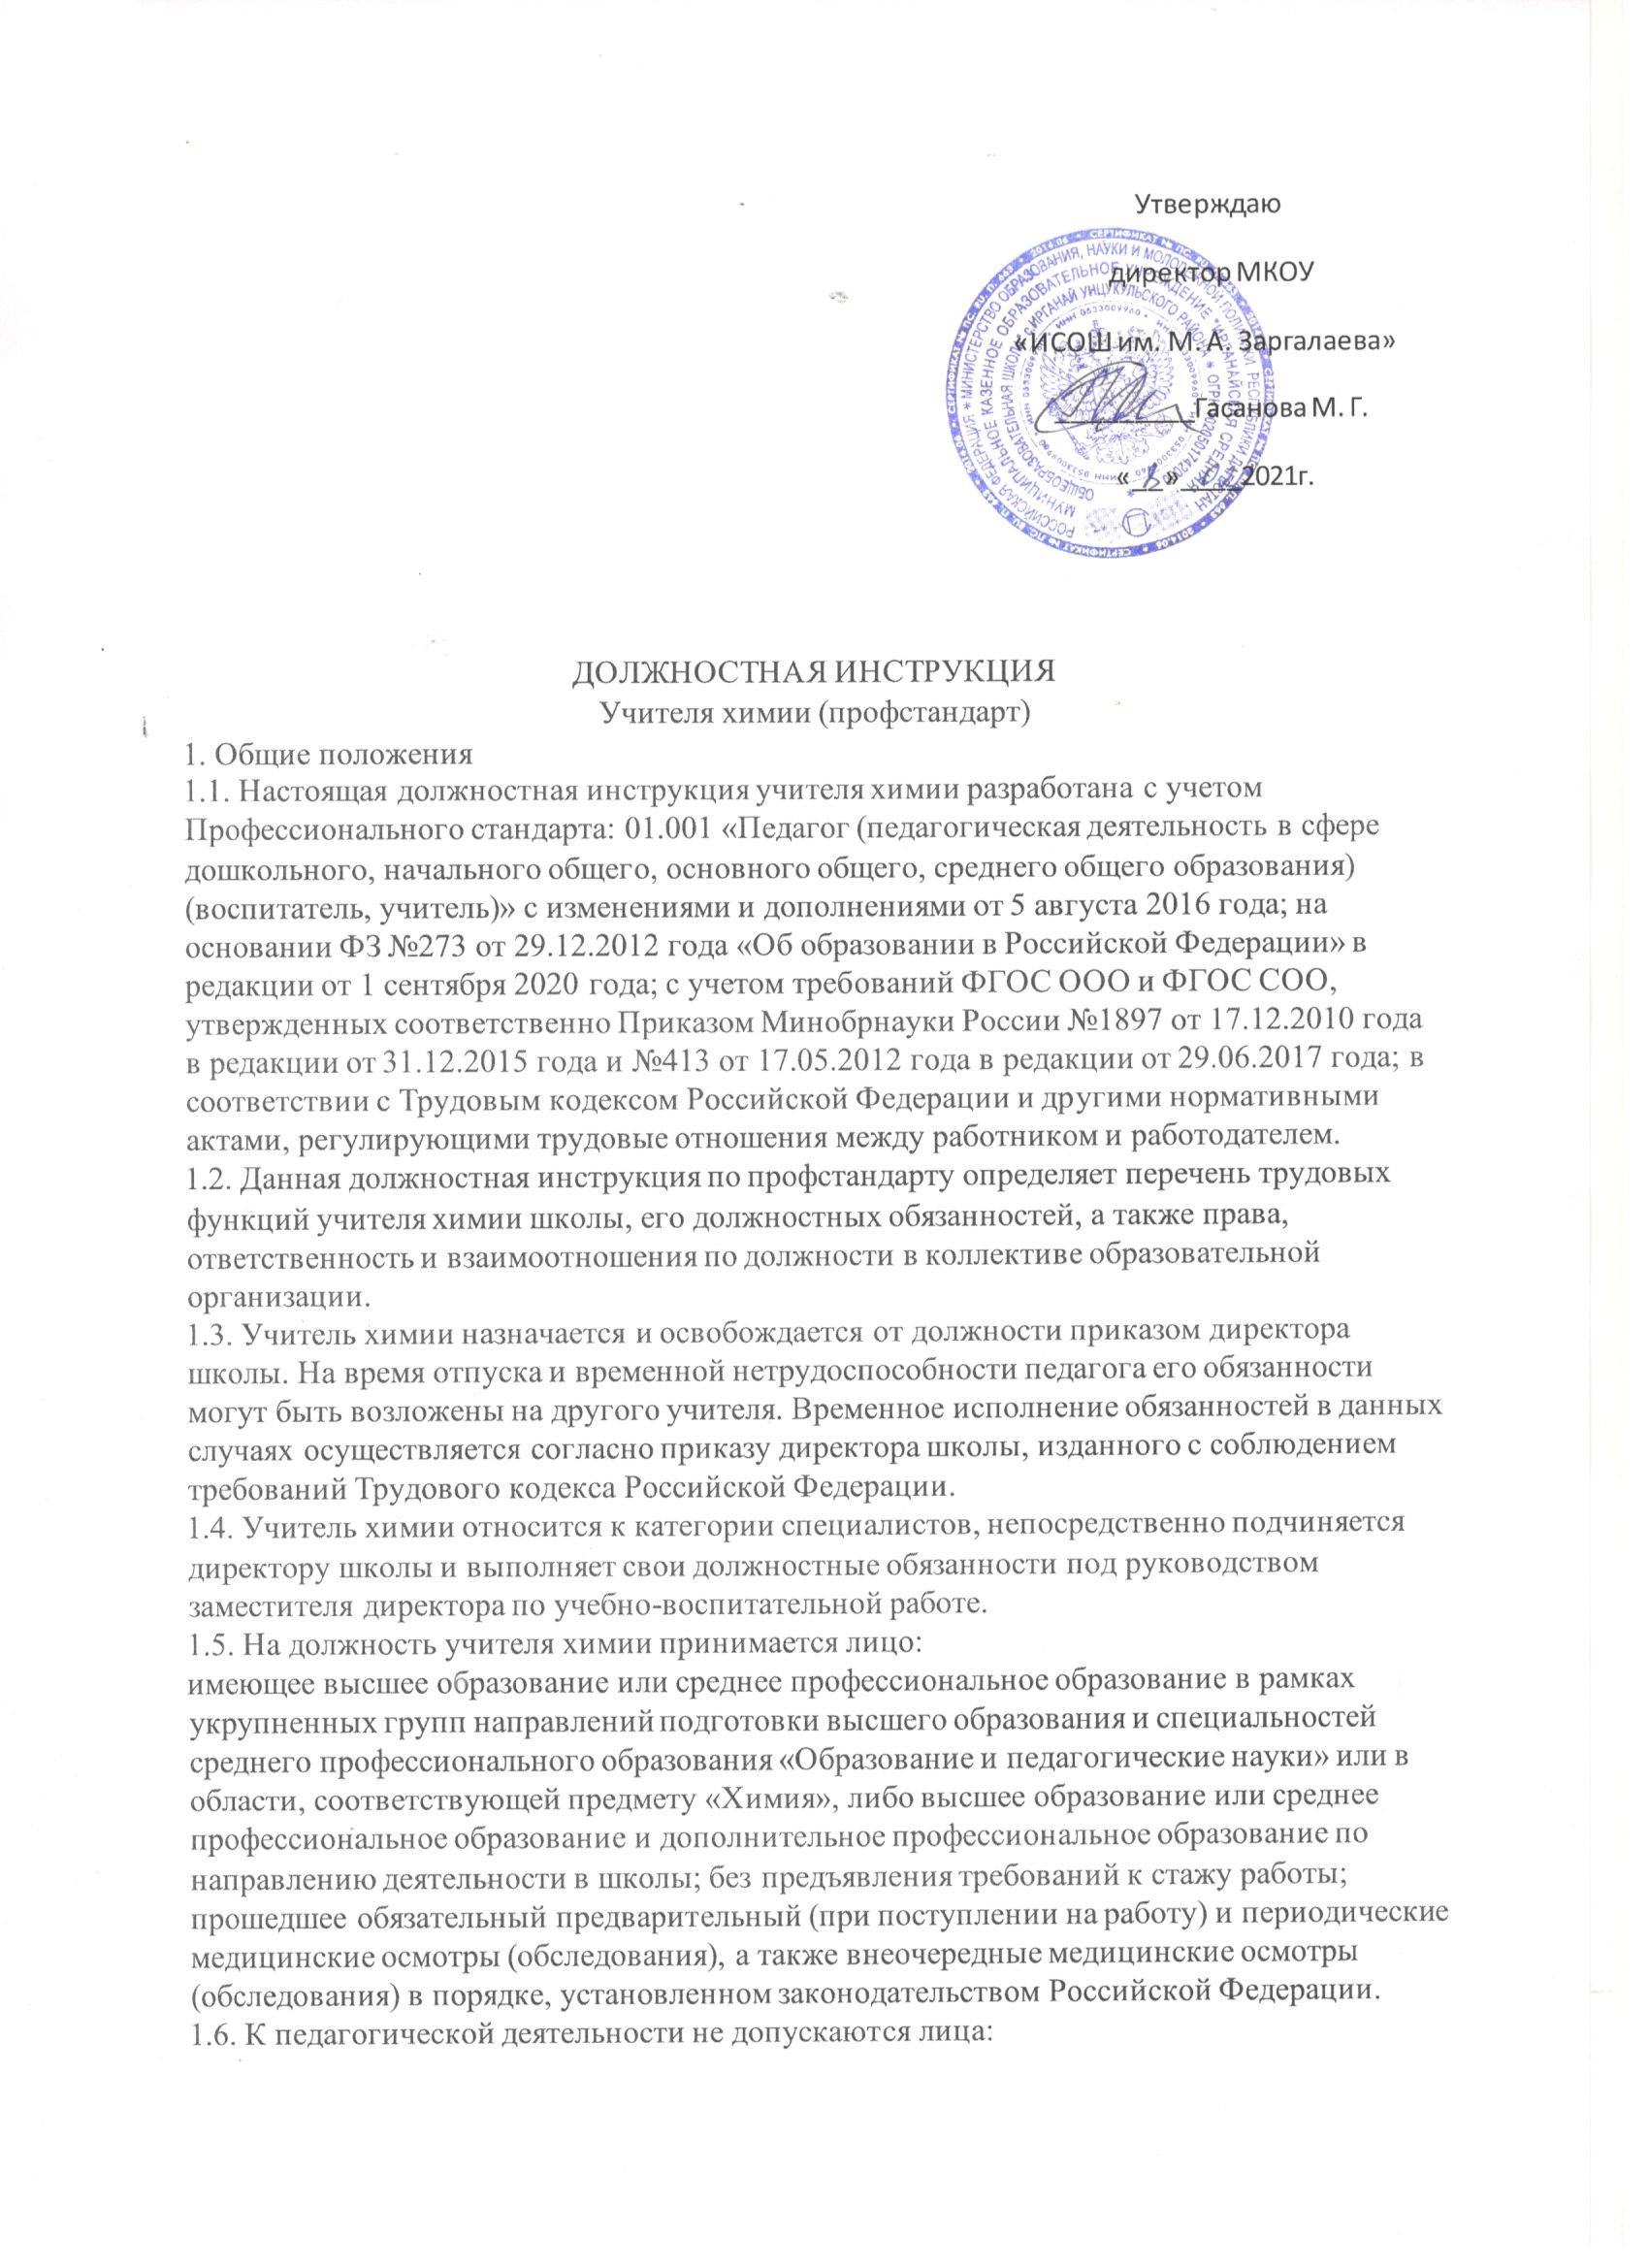 Утверждаю
директор МКОУ
«ИСОШ им. М. А. Заргалаева»
Гасанова М. Г.
2021г.
ДОЛЖНОСТНАЯ ИНСТРУКЦИЯ
Учителя химии (профстандарт)
1. Общие положения
1.1. Настоящая должностная инструкция учителя химии разработана с учетом
Профессионального стандарта: 01.001 «Педагог (педагогическая деятельность в сфере
дошкольного, начального общего, основного общего, среднего общего образования)
(воспитатель, учитель)» с изменениями и дополнениями от 5 августа 2016 года; на
основании ФЗ №273 от 29.12.2012 года «Об образовании в Российской Федерации» в
редакции от 1 сентября 2020 года; с учетом требований ФГОС ООО и ФГОС СОО,
утвержденных соответственно Приказом Минобрнауки России №1897 от 17.12.2010 года
в редакции от 31.12.2015 года и №413 от 17.05.2012 года в редакции от 29.06.2017 года; в
соответствии с Трудовым кодексом Российской Федерации и другими нормативными
актами, регулирующими трудовые отношения между работником и работодателем.
1.2. Данная должностная инструкция по профстандарту определяет перечень трудовых
функций учителя химии школы, его должностных обязанностей, а также права,
ответственность и взаимоотношения по должности в коллективе образовательной
организации.
1.3. Учитель химии назначается и освобождается от должности приказом директора
школы. На время отпуска и временной нетрудоспособности педагога его обязанности
могут быть возложены на другого учителя. Временное исполнение обязанностей в данных
случаях осуществляется согласно приказу директора школы, изданного с соблюдением
требований Трудового кодекса Российской Федерации.
1.4. Учитель химии относится к категории специалистов, непосредственно подчиняется
директору школы и выполняет свои должностные обязанности под руководством
заместителя директора по учебно-воспитательной работе.
1.5. На должность учителя химии принимается лицо:
имеющее высшее образование или среднее профессиональное образование в рамках
укрупненных групп направлений подготовки высшего образования и специальностей
среднего профессионального образования «Образование и педагогические науки» или в
области, соответствующей предмету «Химия», либо высшее образование или среднее
профессиональное образование и дополнительное профессиональное образование по
направлению деятельности в школы; без предъявления требований к стажу работы;
прошедшее обязательный предварительный (при поступлении на работу) и периодические
медицинские осмотры (обследования), а также внеочередные медицинские осмотры
(обследования) в порядке, установленном законодательством Российской Федерации.
1.6. К педагогической деятельности не допускаются лица: